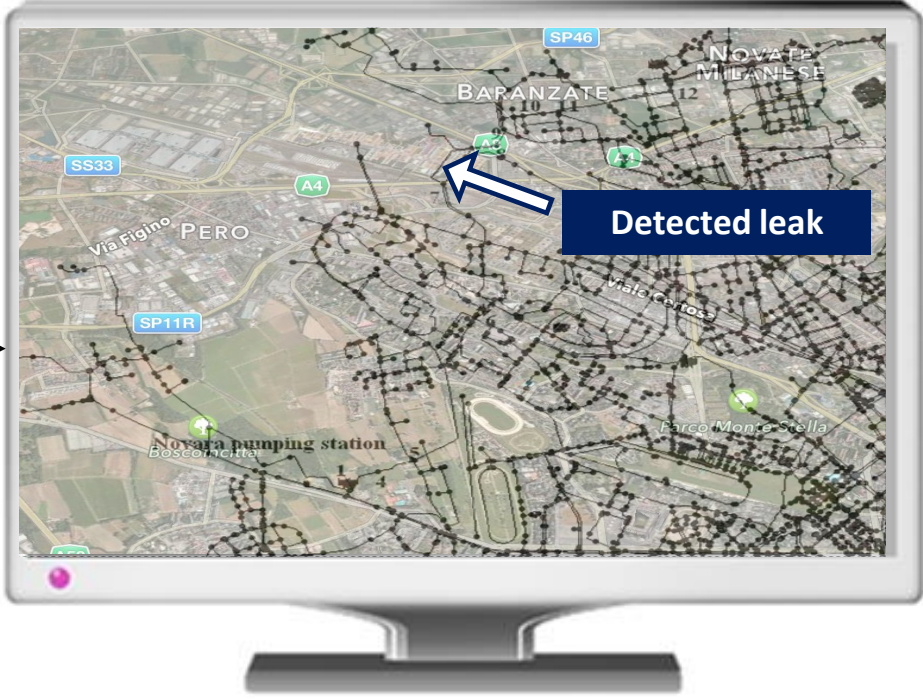 SP46
NOVATE
MILANESE
BARANZATE
10
11
12
SS33
A4
Detected leak
Via Figino
PERO
Viale Certosa
SP11R
Parco Monte Stella
Novara pumping station
Boscoincittà
1
4
5